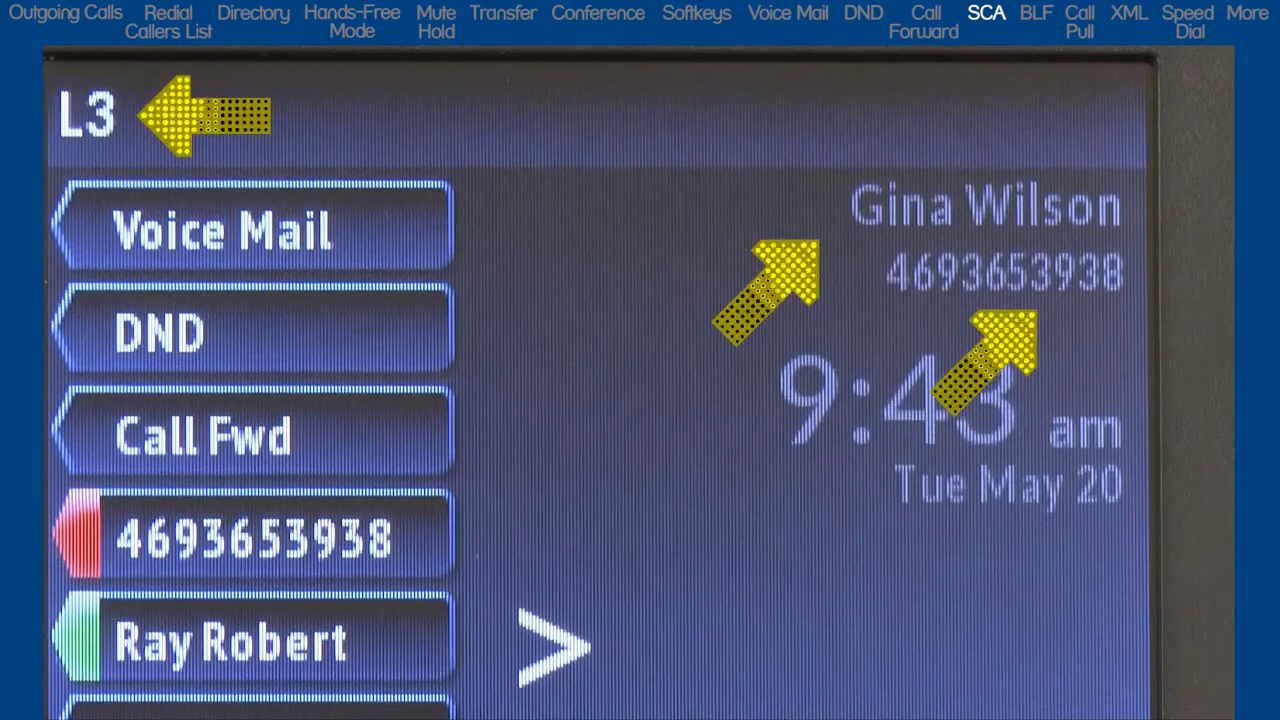 Outgoing Calls Redial Directory Hands-Free Mute Transfer Conference Softkeys Voice Mail DND Call SCA BLF Call XML Speed More
Callers List Mode Hold Forward Pull Dial
L3
Voice Mail
Gina Wilson
4693653938
DND
9:43 am
Call Fwd
Tue May 20
4693653938
Ray Robert
>